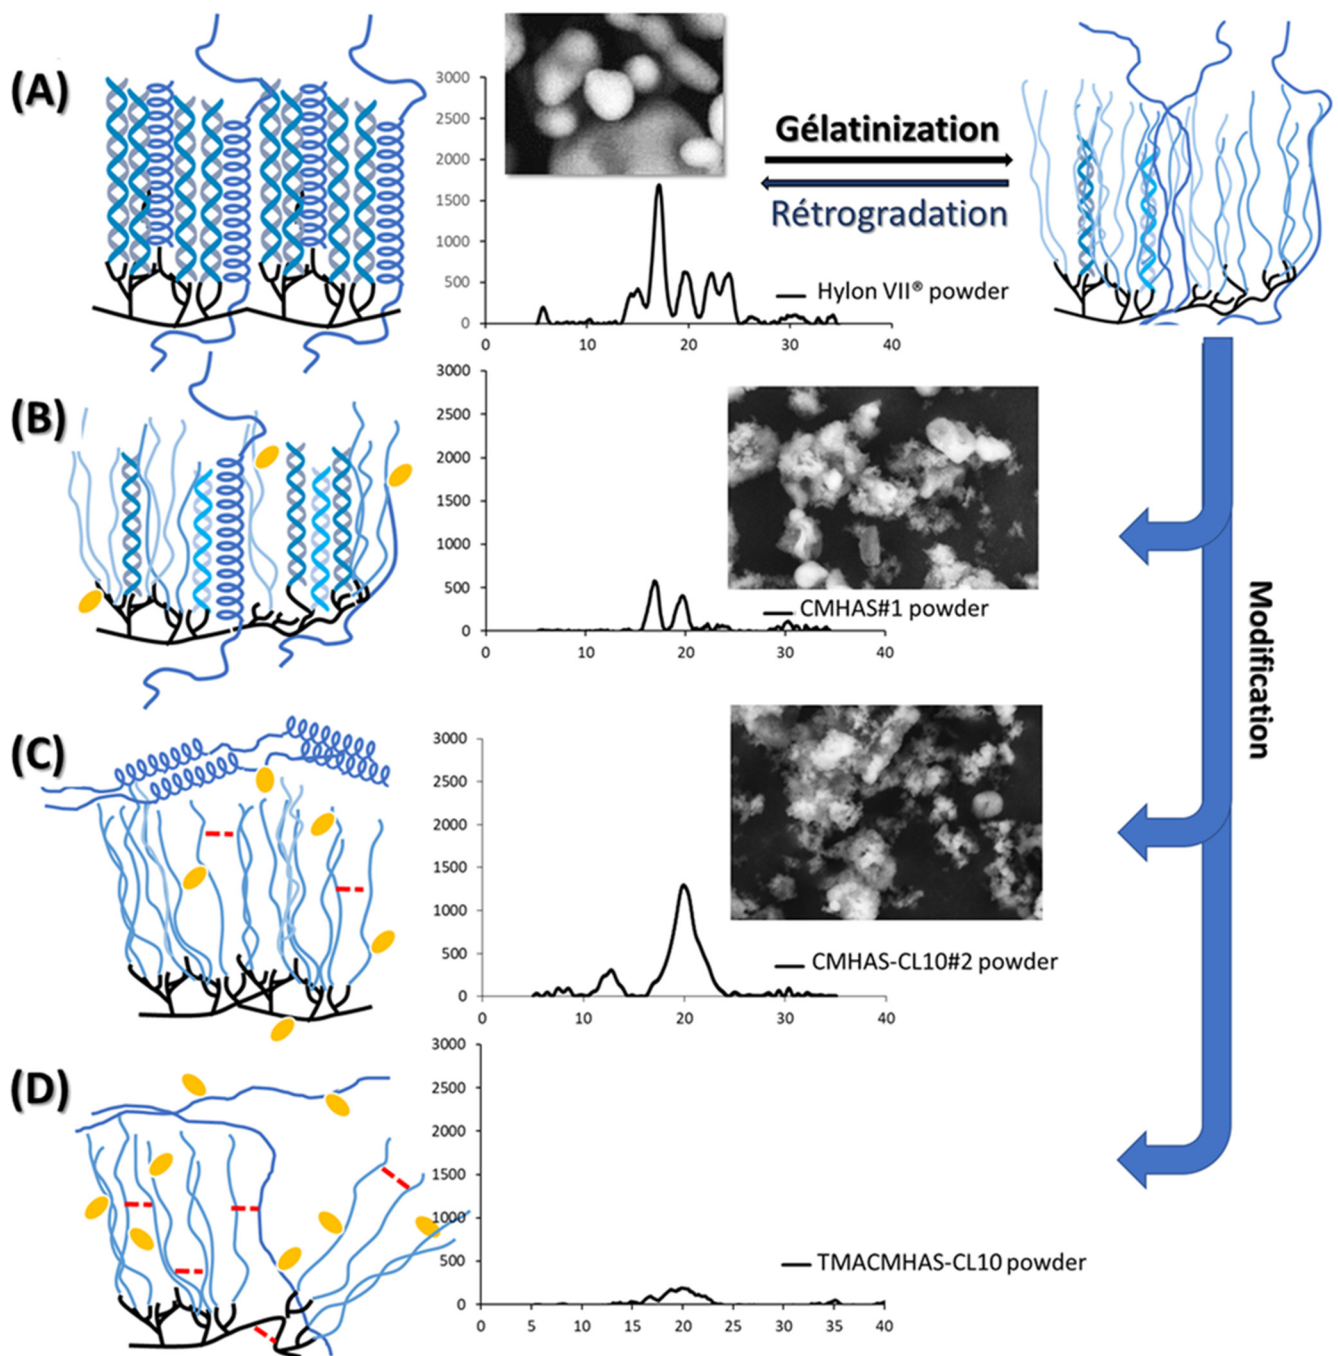 (A)
3000
2500
2000
1500
1000
500
0
0 10 20 30 40
Hylon VII® powder
Gélatinization
Rétrogradation
(B)
3000
2500
2000
1500
1000
500
0
0 10 20 30 40
CMHAS#1 powder
Modification
(C)
3000
2500
2000
1500
1000
500
0
0 10 20 30 40
CMHAS-CL10#2 powder
(D)
3000
2500
2000
1500
1000
500
0
0 5 10 15 20 25 30 35 40
TMACMHAS-CL10 powder